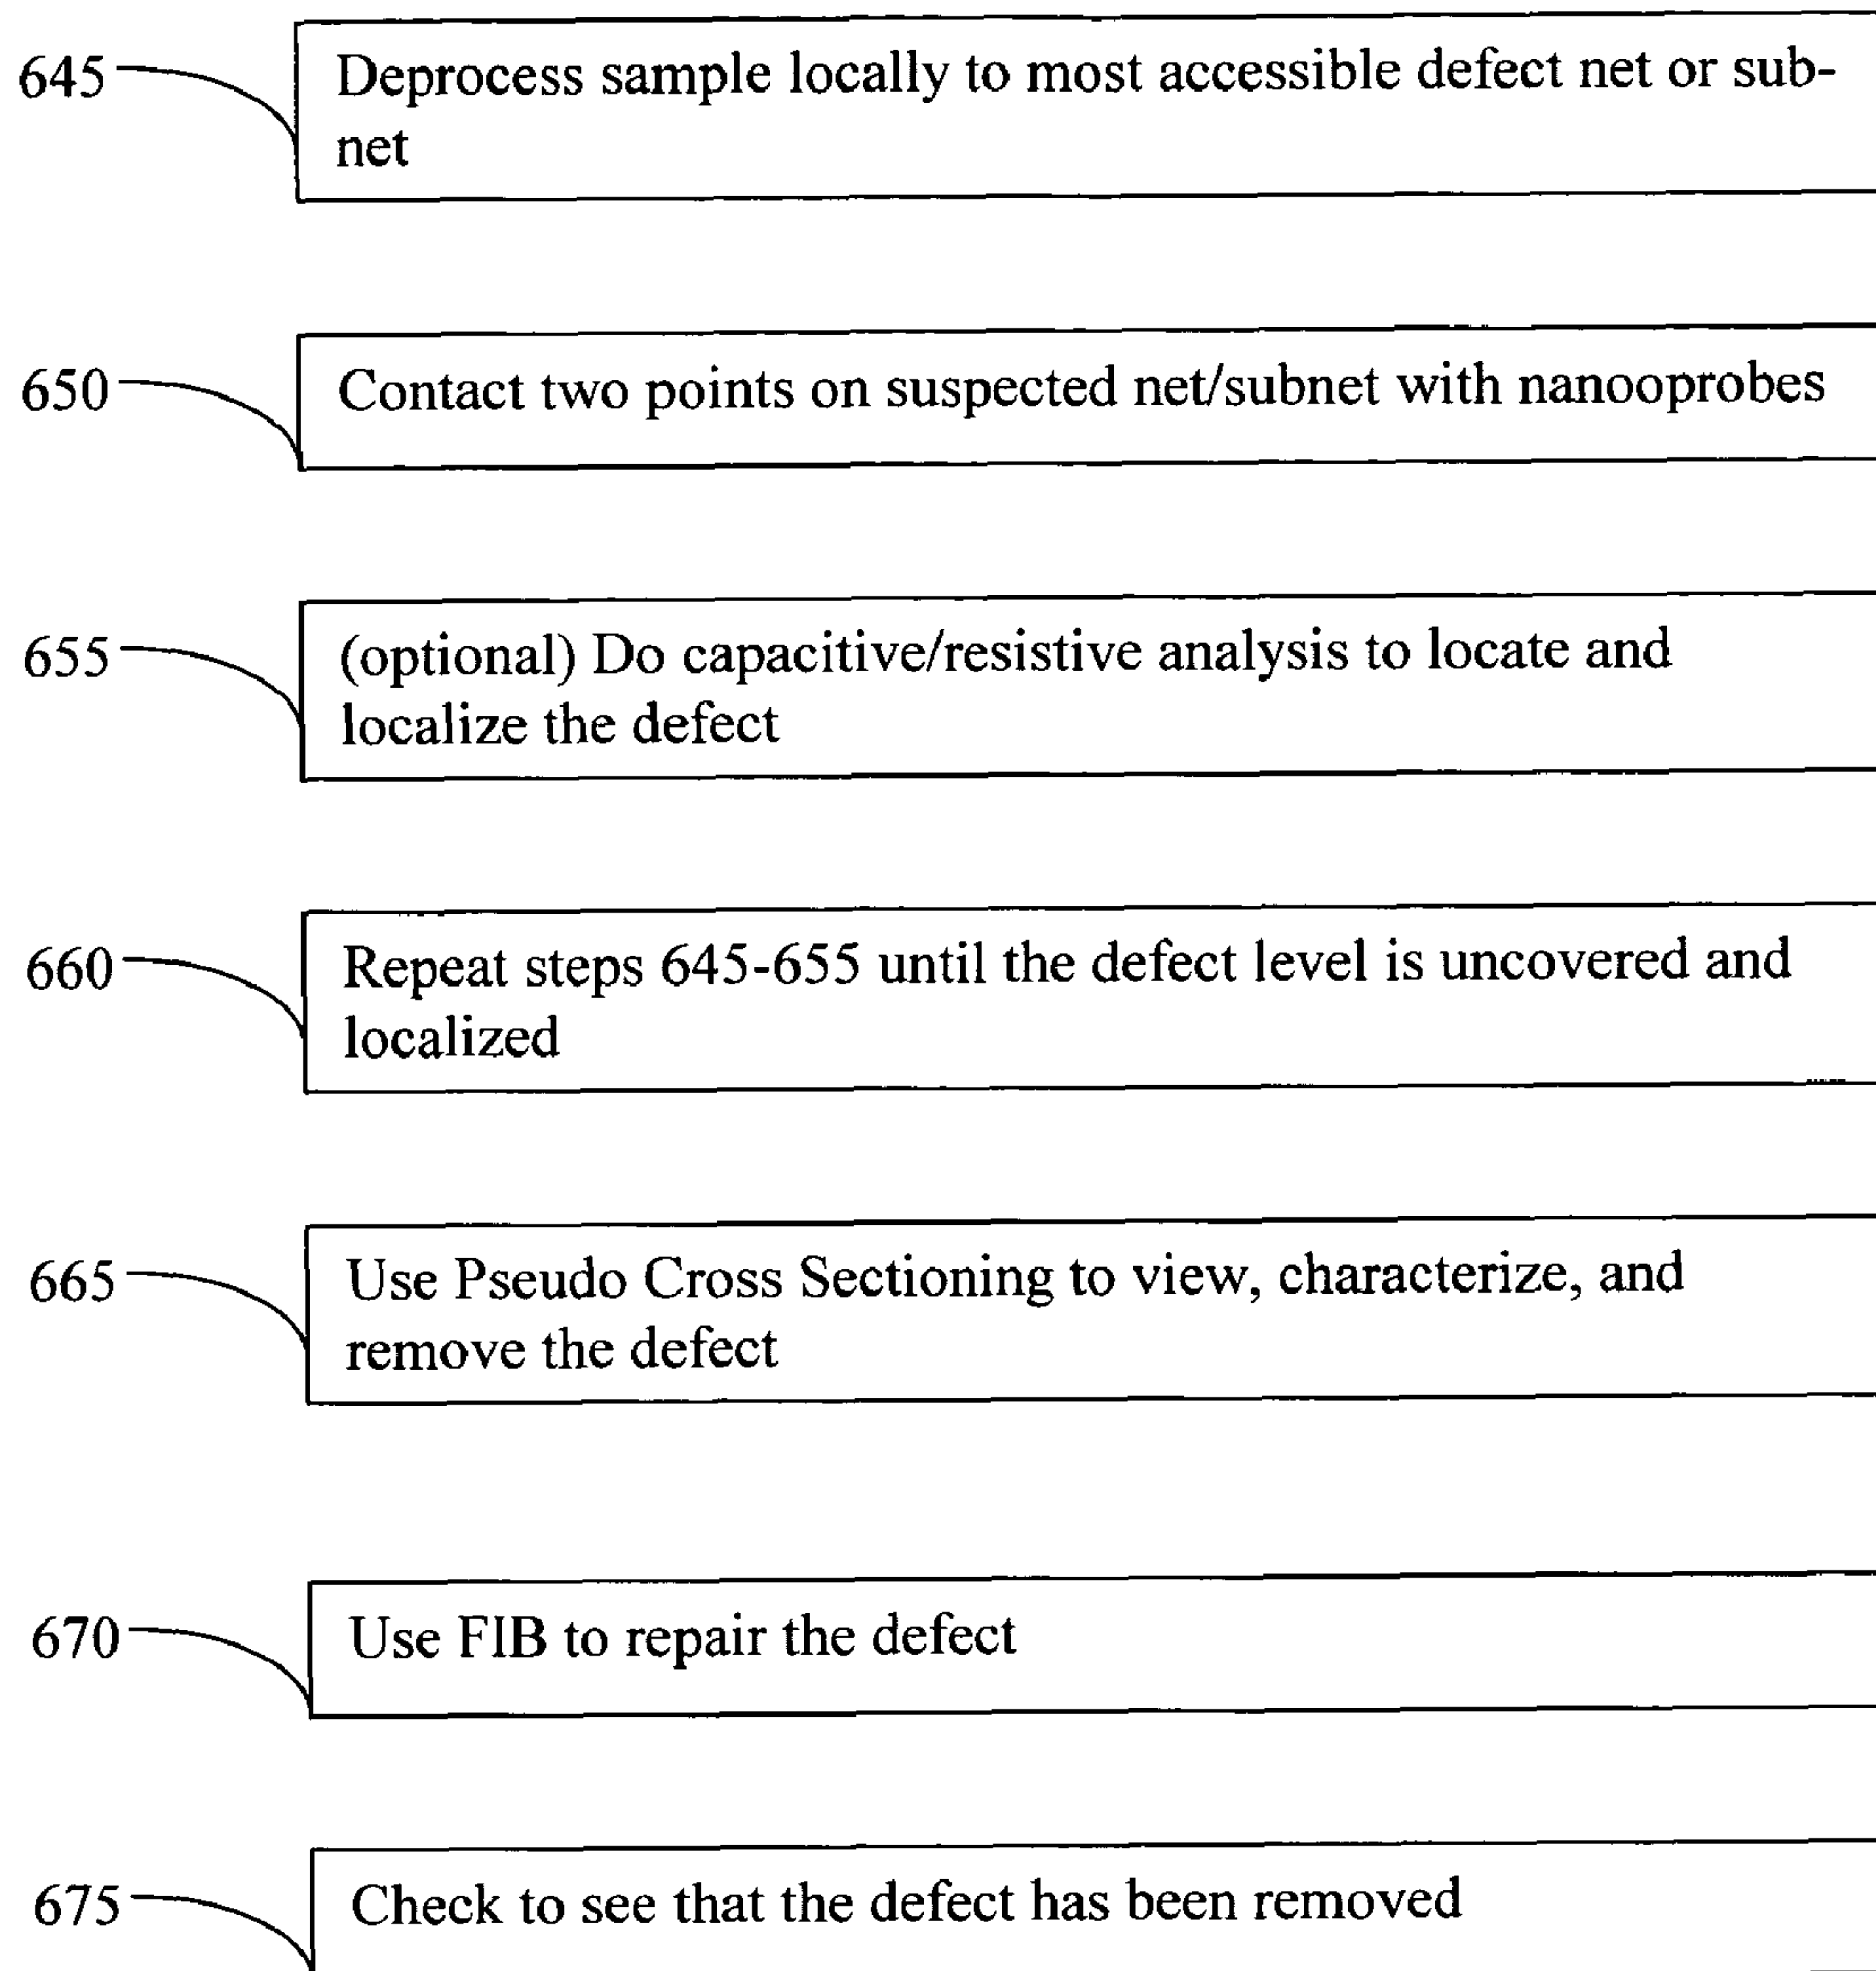 645
Deprocess sample locally to most accessible defect net or sub-
net
650
Contact two points on suspected net/subnet with nanooprobes
655
(optional) Do capacitive/resistive analysis to locate and
localize the defect
660
Repeat steps 645-655 until the defect level is uncovered and
localized
665
Use Pseudo Cross Sectioning to view, characterize, and
remove the defect
670
Use FIB to repair the defect
675
Check to see that the defect has been removed